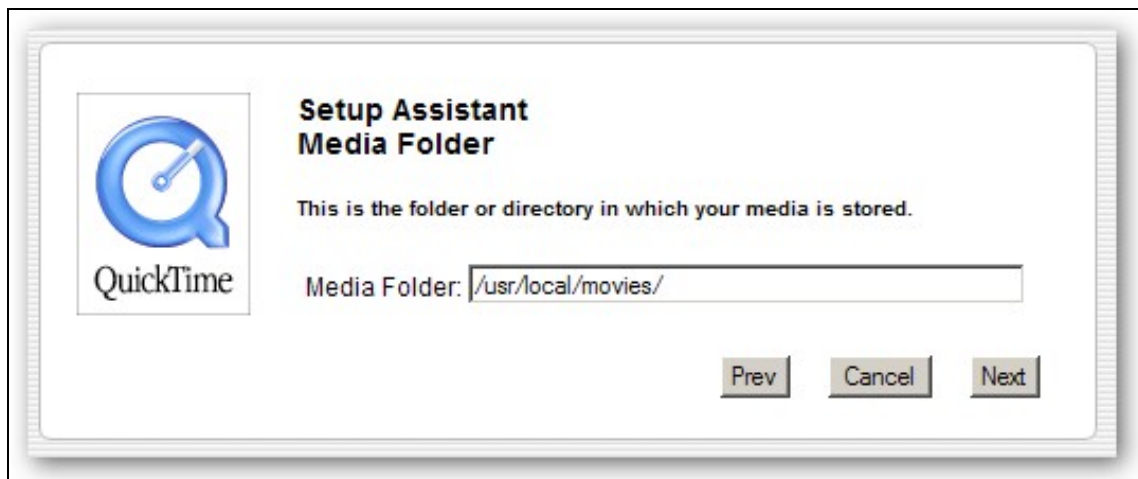 Setup Assistant
Media Folder
This is the folder or directory in which your media is stored.
QuickTime
Media Folder: /usr/local/movies/
Prev Cancel Next